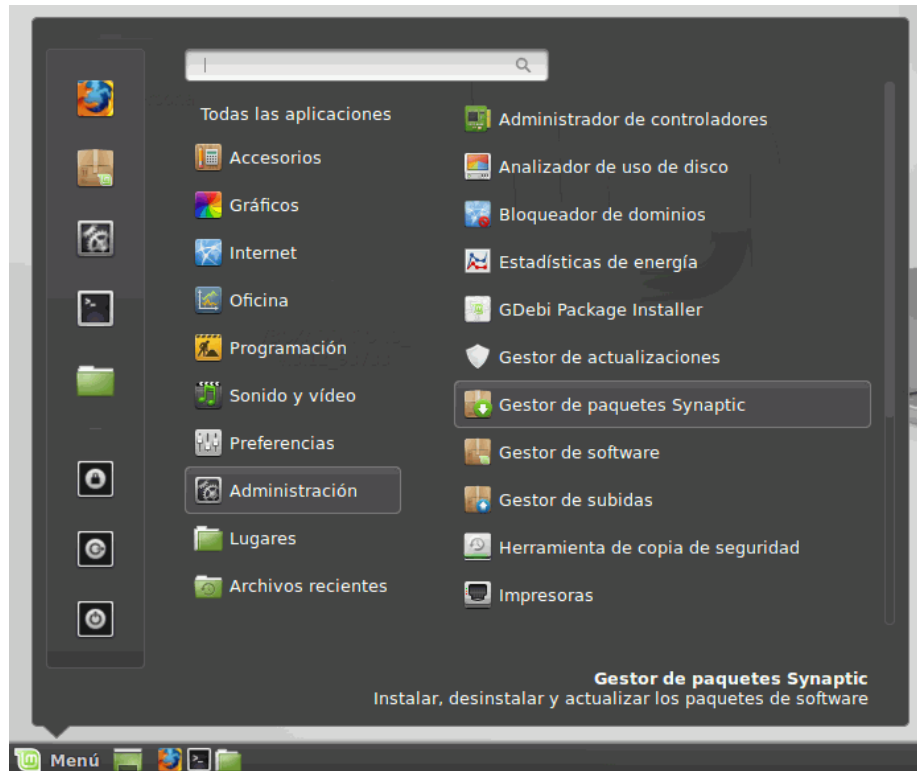 Todas las aplicaciones
Accesorios
Gráficos
Internet
Oficina
Programación
Sonido y vídeo
Preferencias
Administración
Lugares
Archivos recientes
Administrador de controladores
Analizador de uso de disco
Bloqueador de dominios
Estadísticas de energía
GDebi Package Installer
Gestor de actualizaciones
Gestor de paquetes Synaptic
Gestor de software
Gestor de subidas
Herramienta de copia de seguridad
Impresoras
Gestor de paquetes Synaptic
Instalar, desinstalar y actualizar los paquetes de software
Menú